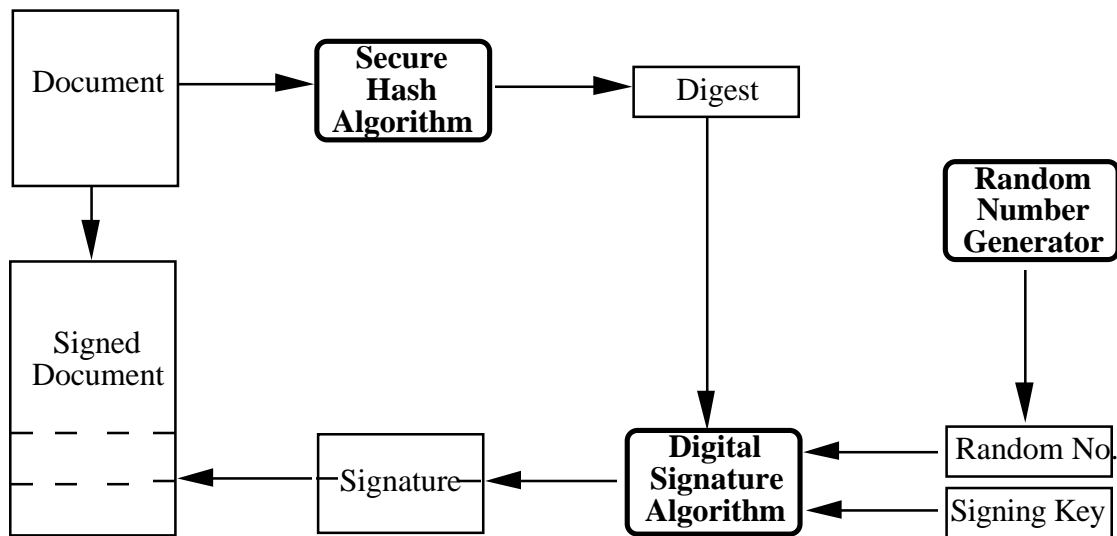 Document
Secure
Hash
Algorithm
Digest
Random
Number
Generator
Signed
Document
Signature
Digital
Signature
Algorithm
Random No.
Signing Key